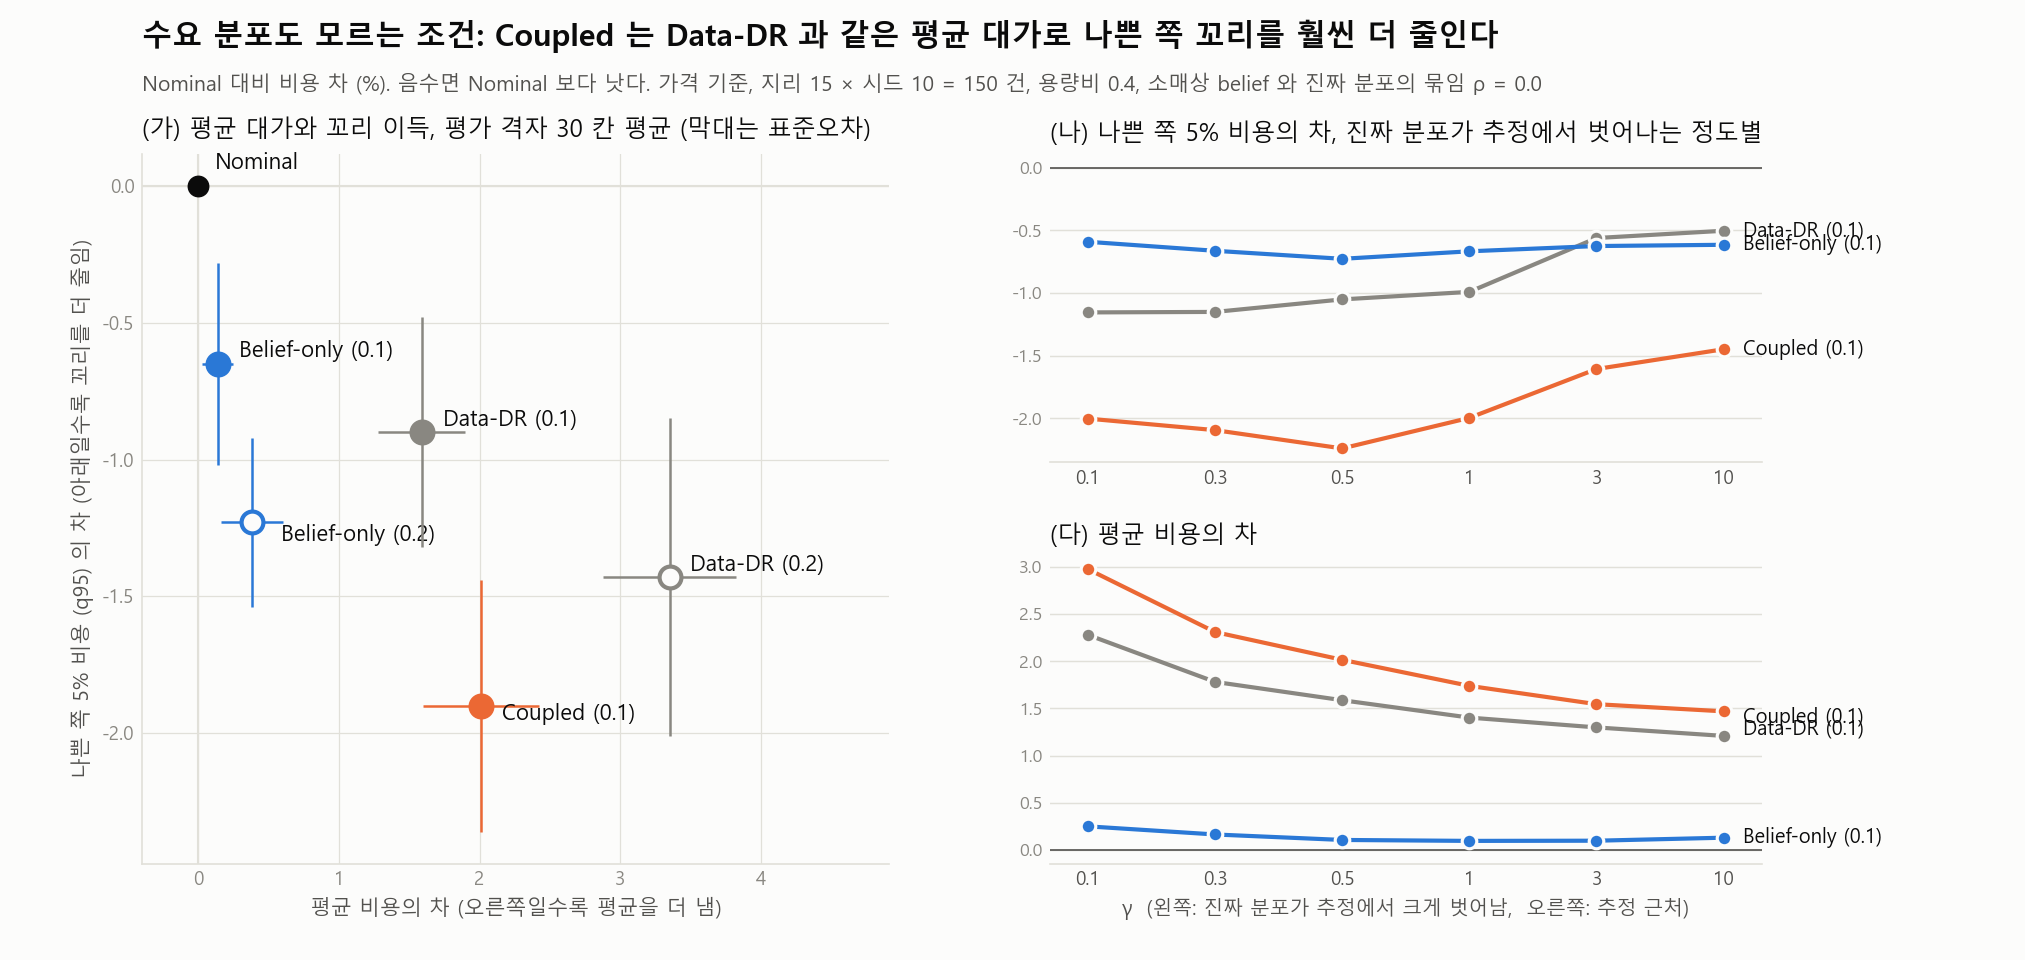 수요 분포도 모르는 조건: Coupled 는 Data-DR 과 같은 평균 대가로 나쁜 쪽 꼬리를 훨씬 더 줄인다
Nominal 대비 비용 차 (%). 음수면 Nominal 보다 낫다. 가격 기준, 지리 15 × 시드 10 = 150 건, 용량비 0.4, 소매상 belief 와 진짜 분포의 묶임 ρ = 0.0
(가) 평균 대가와 꼬리 이득, 평가 격자 30 칸 평균 (막대는 표준오차)
나쁜 쪽 5% 비용 (q95) 의 차 (아래일수록 꼬리를 더 줄임)
0.0
-0.5
-1.0
-1.5
-2.0
Nominal
Belief-only (0.1)
Data-DR (0.1)
Belief-only (0.2)
Data-DR (0.2)
Coupled (0.1)
0 1 2 3 4
평균 비용의 차 (오른쪽일수록 평균을 더 냄)
(나) 나쁜 쪽 5% 비용의 차, 진짜 분포가 추정에서 벗어나는 정도별
0.0
-0.5
-1.0
-1.5
-2.0
Data-DR (0.1)
Belief-only (0.1)
Coupled (0.1)
0.1 0.3 0.5 1 3 10
(다) 평균 비용의 차
3.0
2.5
2.0
1.5
1.0
0.5
0.0
Coupled (0.1)
Data-DR (0.1)
Belief-only (0.1)
0.1 0.3 0.5 1 3 10
γ (왼쪽: 진짜 분포가 추정에서 크게 벗어남, 오른쪽: 추정 근처)